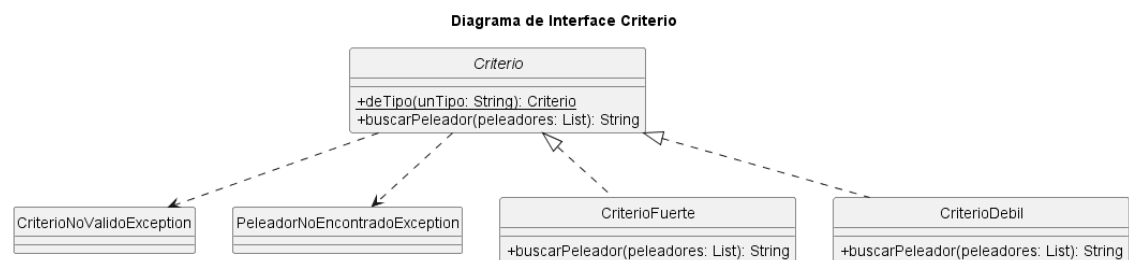 Diagrama de Interface Criterio
Criterio
+deTipo(unTipo: String): Criterio
+buscarPeleador(peleadores: List): String
CriterioNoValidoException
PeleadorNoEncontradoException
CriterioFuerte
+buscarPeleador(peleadores: List): String
CriterioDebil
+buscarPeleador(peleadores: List): String